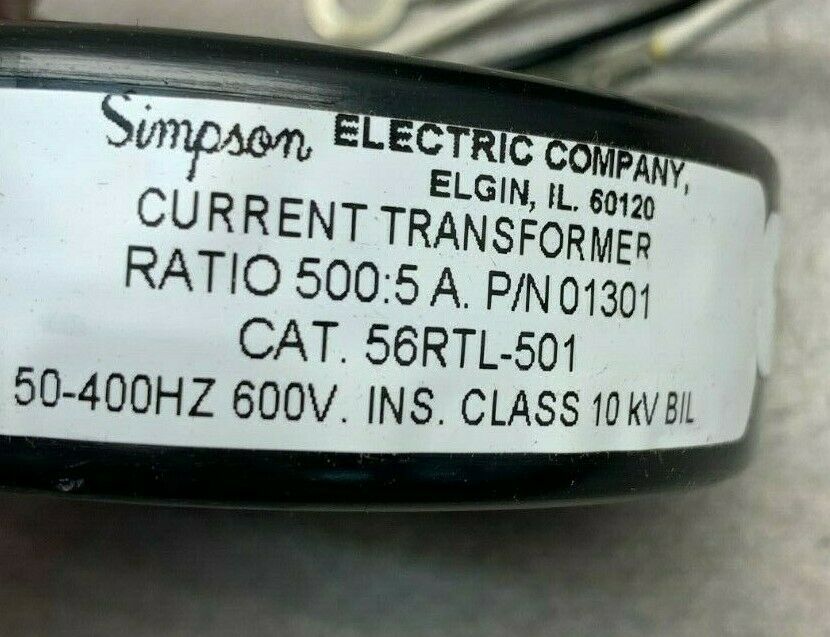 Simpson ELECTRIC COMPANY,
ELGIN, IL. 60120
CURRENT TRANSFORMER
RATIO 500:5 A. P/N 01301
CAT. 56RTL-501
50-400HZ 600V. INS. CLASS 10 kV BIL